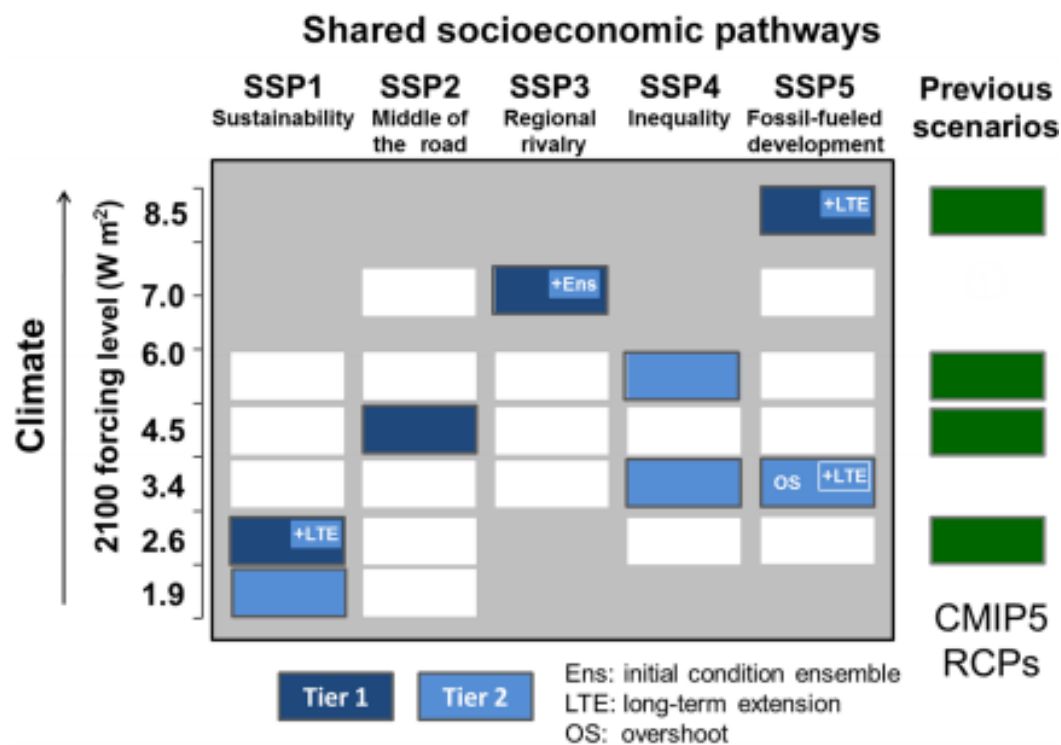 Shared socioeconomic pathways
SSP1 SSP2 SSP3 SSP4 SSP5 Previous
Sustainability Middle of Regional Inequality Fossil-fueled scenarios
the road rivalry development
8.5 +LTE
7.0 +Ens
6.0
4.5
3.4 OS +LTE
2.6 +LTE
1.9
Climate
2100 forcing level (W m⁻²)
CMIP5
RCPs
Tier 1 Tier 2
Ens: initial condition ensemble
LTE: long-term extension
OS: overshoot